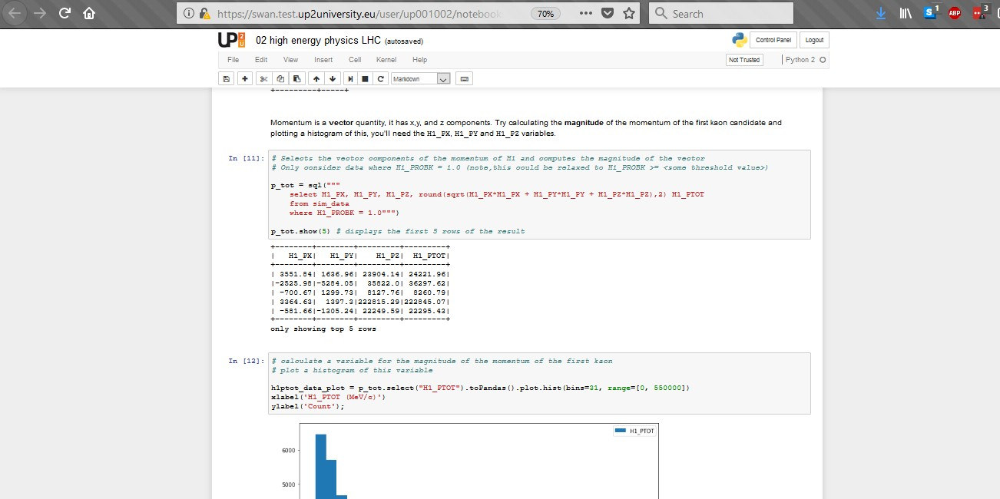 https://swan.test.up2university.eu/user/up001002/notebook
70%
Search
1
ABP
3
UP2U
02 high energy physics LHC (autosaved)
Control Panel
Logout
File Edit View Insert Cell Kernel Help
Not Trusted
Python 2
Markdown
+---------+-----+
Momentum is a vector quantity, it has x,y, and z components. Try calculating the magnitude of the momentum of the first kaon candidate and
plotting a histogram of this, you'll need the H1_PX, H1_PY and H1_PZ variables.
In [11]:
# Selects the vector components of the momentum of H1 and computes the magnitude of the vector
# Only consider data where H1_PROBK = 1.0 (note,this could be relaxed to H1_PROBK >= <some threshold value>)
p_tot = sql("""
select H1_PX, H1_PY, H1_PZ, round(sqrt(H1_PX*H1_PX + H1_PY*H1_PY + H1_PZ*H1_PZ),2) H1_PTOT
from sim_data
where H1_PROBK = 1.0""")
p_tot.show(5) # displays the first 5 rows of the result
+--------+--------+---------+---------+
|   H1_PX|   H1_PY|    H1_PZ|  H1_PTOT|
+--------+--------+---------+---------+
| 3551.84| 1636.96| 23904.14| 24221.96|
|-2525.98|-5284.05|  35822.0| 36297.62|
| -700.67| 1299.73|  8127.76|  8260.79|
| 3364.63|  1397.3|222815.29|222845.07|
| -581.66|-1305.24| 22249.59| 22295.43|
+--------+--------+---------+---------+
only showing top 5 rows
In [12]:
# calculate a variable for the magnitude of the momentum of the first kaon
# plot a histogram of this variable
h1ptot_data_plot = p_tot.select("H1_PTOT").toPandas().plot.hist(bins=31, range=[0, 550000])
xlabel('H1_PTOT (MeV/c)')
ylabel('Count');
H1_PTOT
6000
5000